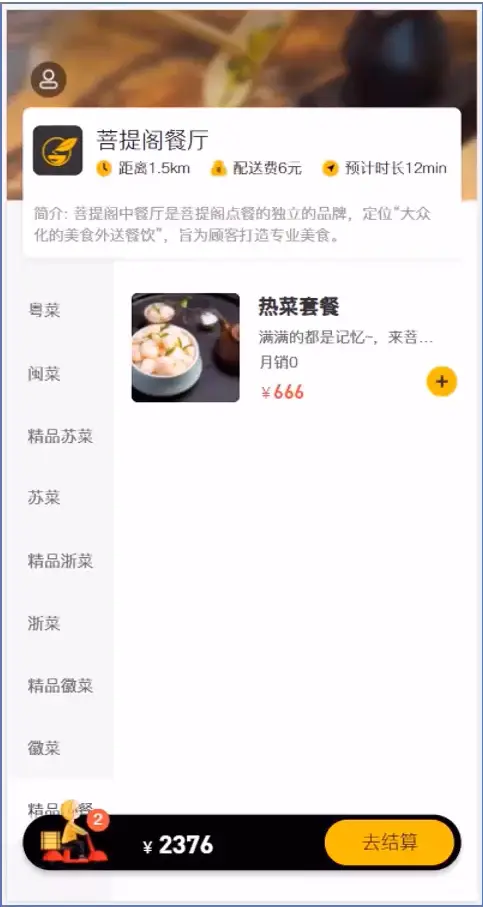 菩提阁餐厅
距离1.5km 配送费6元 预计时长12min
简介: 菩提阁中餐厅是菩提阁点餐的独立的品牌，定位“大众
化的美食外送餐饮”，旨为顾客打造专业美食。
粤菜
闽菜
精品苏菜
苏菜
精品浙菜
浙菜
精品徽菜
徽菜
热菜套餐
满满的都是记忆~，来菩...
月销0
￥666
+
精品 餐
2
￥ 2376
去结算